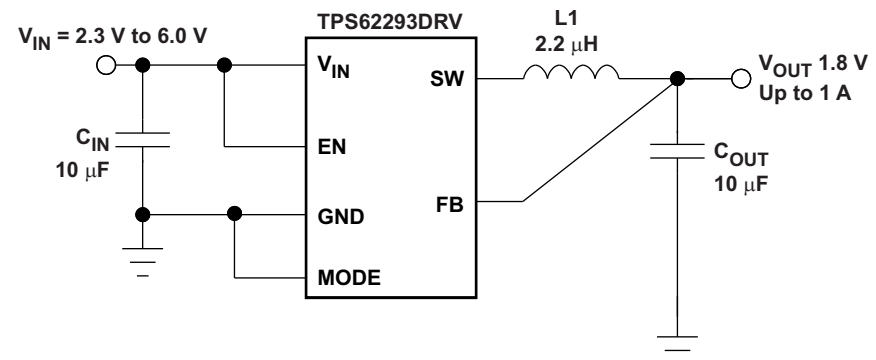 TPS62293DRV
L1
2.2 μH
V_IN = 2.3 V to 6.0 V
V_IN
SW
V_OUT 1.8 V
Up to 1 A
C_IN
10 μF
EN
C_OUT
10 μF
FB
GND
MODE